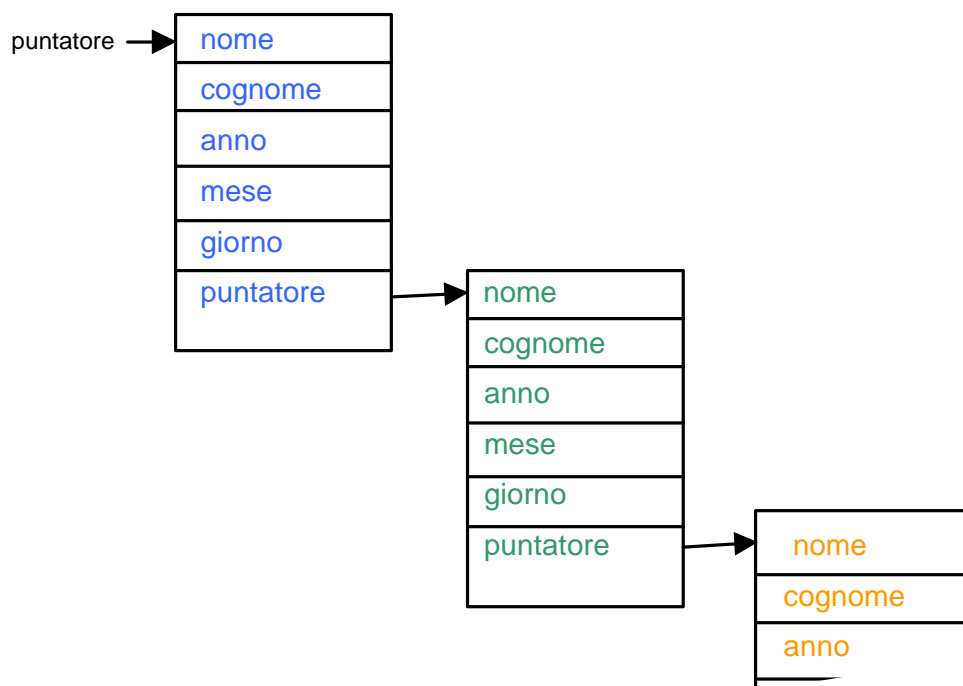 puntatore
nome
cognome
anno
mese
giorno
puntatore
nome
cognome
anno
mese
giorno
puntatore
nome
cognome
anno